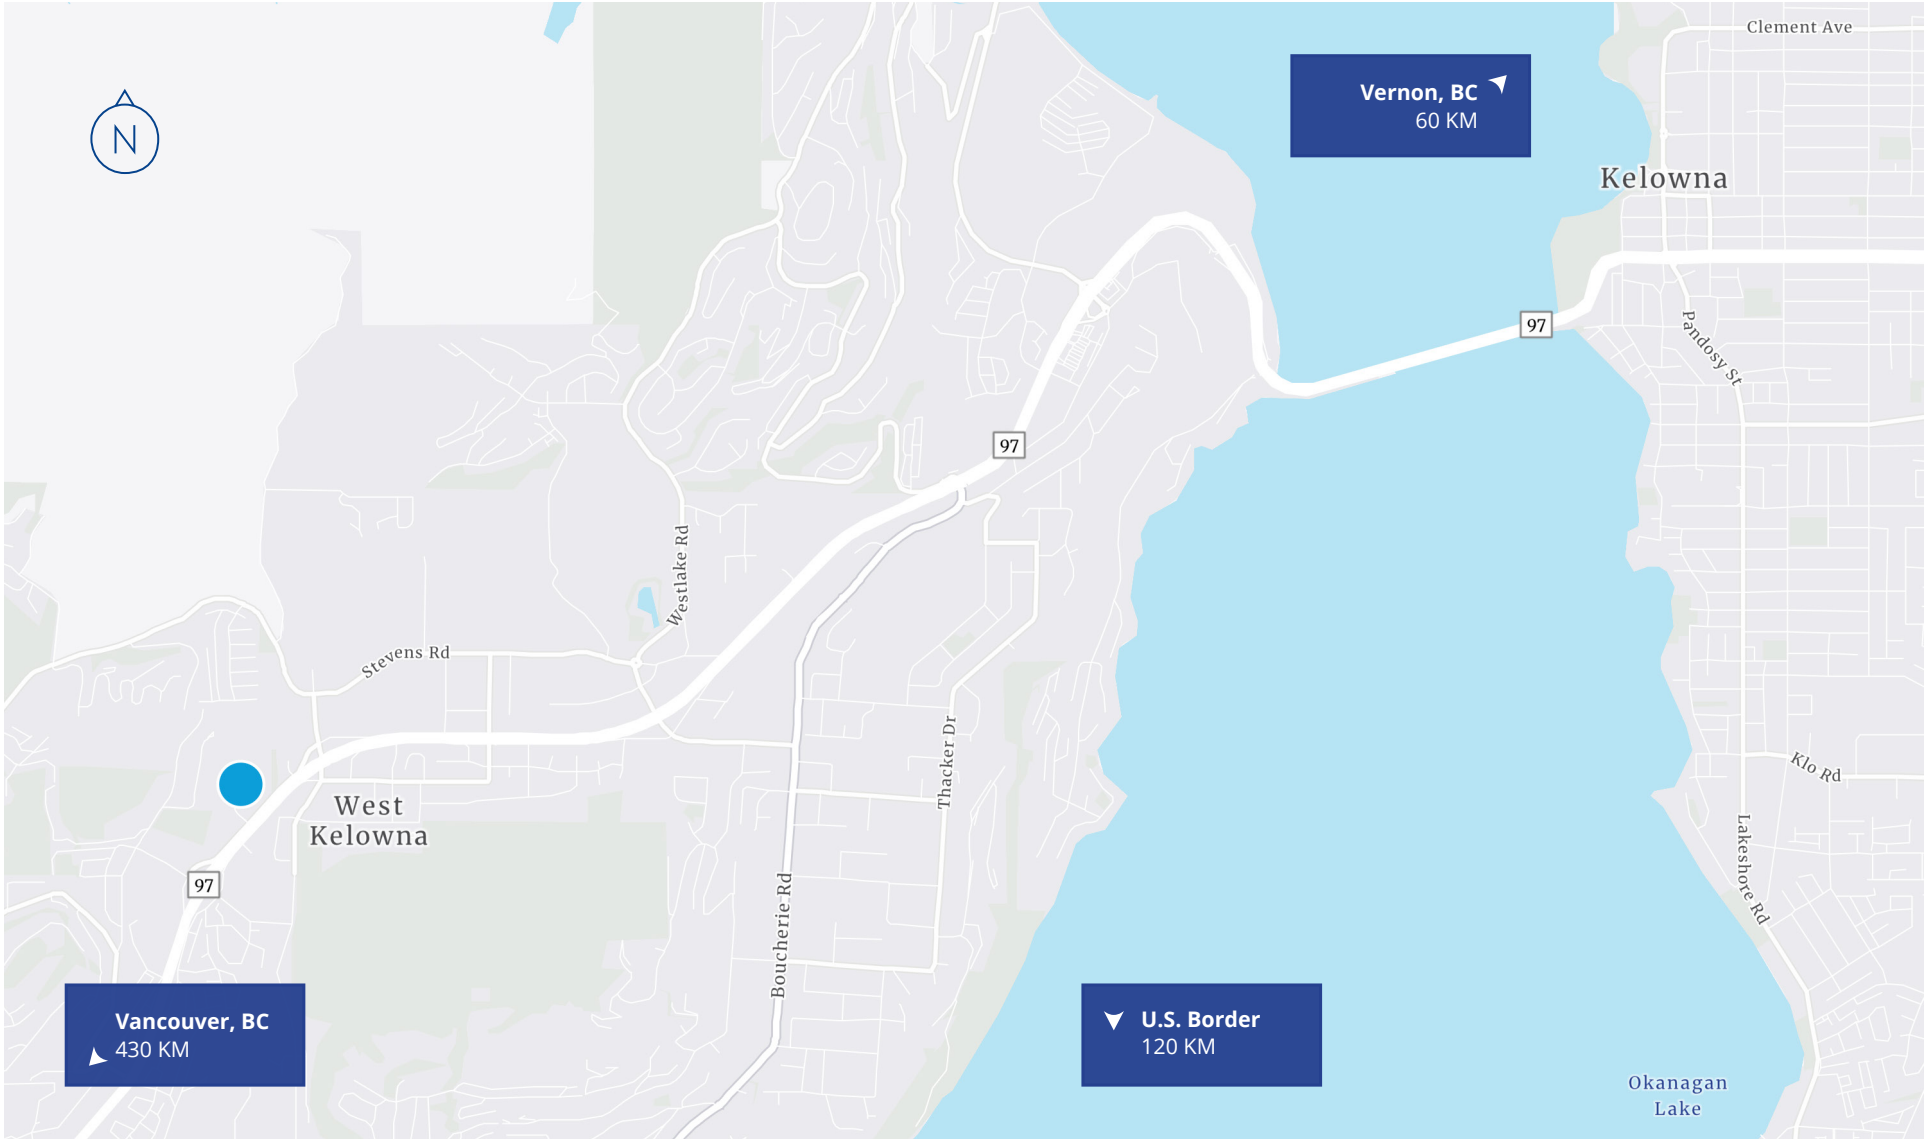 Clement Ave
Vernon, BC
60 KM
N
Kelowna
97
Pandosy St
97
Westlake Rd
Stevens Rd
Thacker Dr
Klo Rd
West
Kelowna
Lakeshore Rd
97
Boucherie Rd
Vancouver, BC
430 KM
U.S. Border
120 KM
Okanagan
Lake